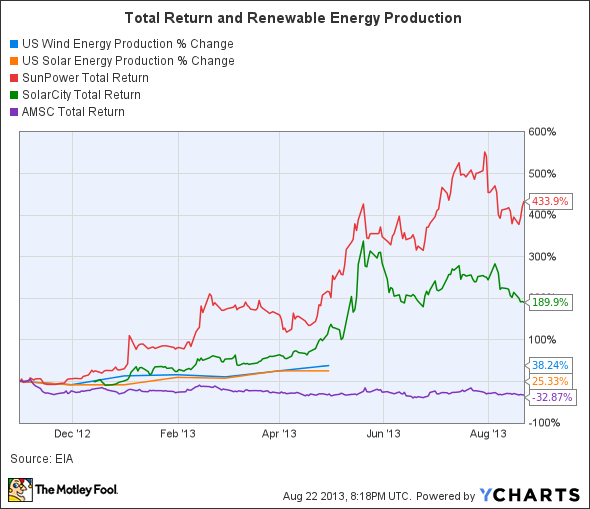 Total Return and Renewable Energy Production
US Wind Energy Production % Change
US Solar Energy Production % Change
SunPower Total Return
SolarCity Total Return
AMSC Total Return
600%
500%
433.9%
400%
300%
189.9%
100%
38.24%
25.33%
-32.87%
-100%
Dec '12 Feb '13 Apr '13 Jun '13 Aug '13
Source: EIA
The Motley Fool.
Aug 22 2013, 8:18PM UTC. Powered by YCHARTS